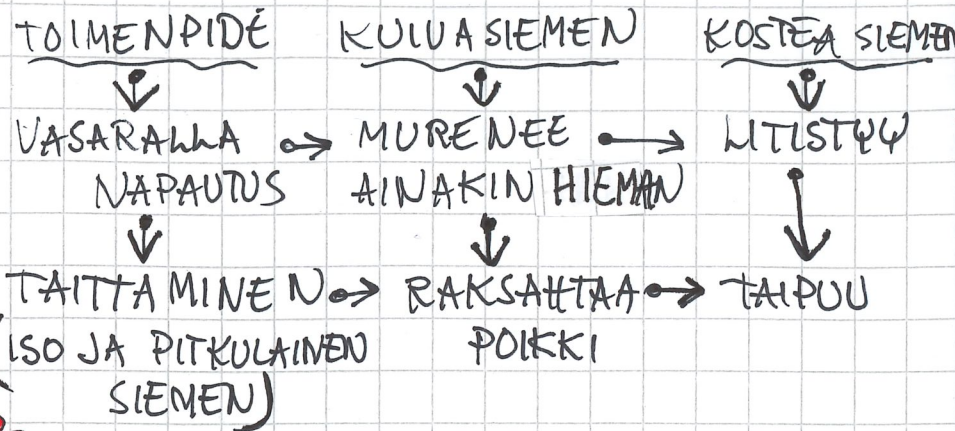 TOIMENPIDE KUIVA SIEMEN KOSTEA SIEMEN
VASARALLA MURENEE LITISTYY
NAPAUTUS AINAKIN HIEMAN
TAITTAMINEN RAKSAHTAA TAIPUU
ISO JA PITKULAINEN POIKKI
SIEMEN)